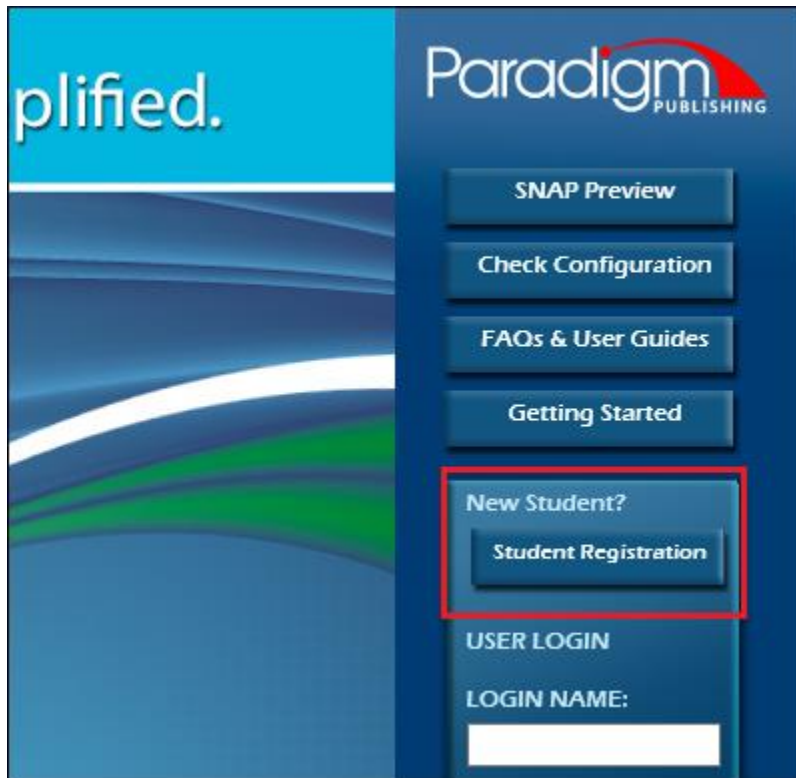 plified.
Paradigm
PUBLISHING
SNAP Preview
Check Configuration
FAQs & User Guides
Getting Started
New Student?
Student Registration
USER LOGIN
LOGIN NAME: